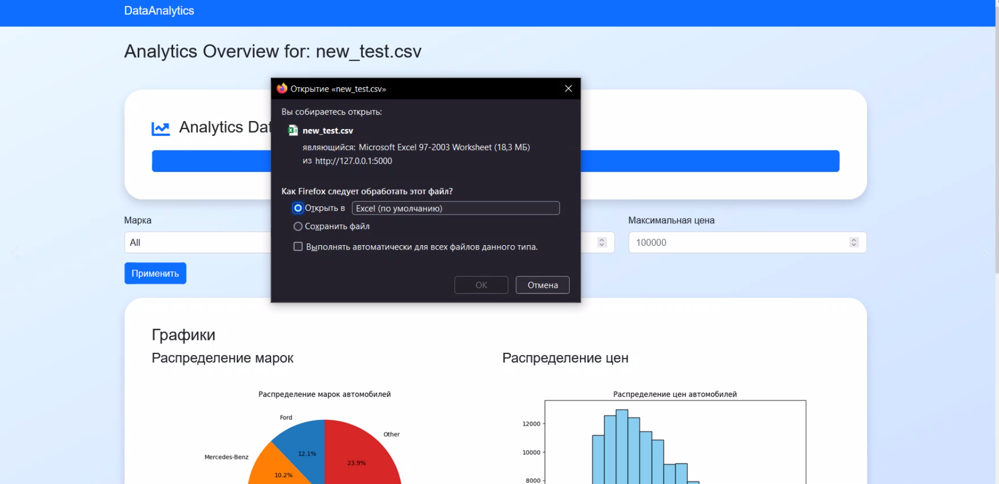 DataAnalytics
Analytics Overview for: new_test.csv
Analytics Dat
Открытие «new_test.csv»
Вы собираетесь открыть:
new_test.csv
являющийся: Microsoft Excel 97-2003 Worksheet (18,3 МБ)
из http://127.0.0.1:5000
Как Firefox следует обработать этот файл?
Открыть в Excel (по умолчанию)
Сохранить файл
Выполнять автоматически для всех файлов данного типа.
ОК
Отмена
Марка
All
Максимальная цена
100000
Применить
Графики
Распределение марок
Распределение марок автомобилей
Ford
Other
Mercedes-Benz
12.1%
23.9%
10.2%
Распределение цен
Распределение цен автомобилей
12000
10000
8000